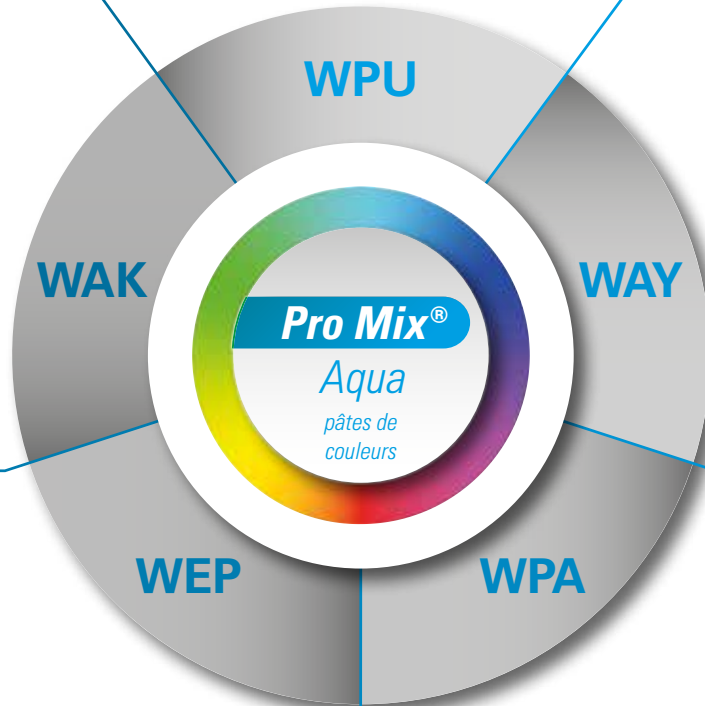 WPU
WAK
WAY
Pro Mix®
Aqua
pâtes de
couleurs
WEP
WPA